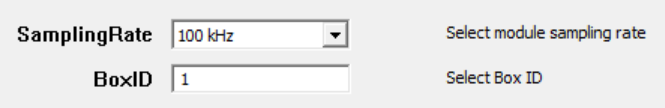 SamplingRate 100 kHz Select module sampling rate
BoxID 1 Select Box ID